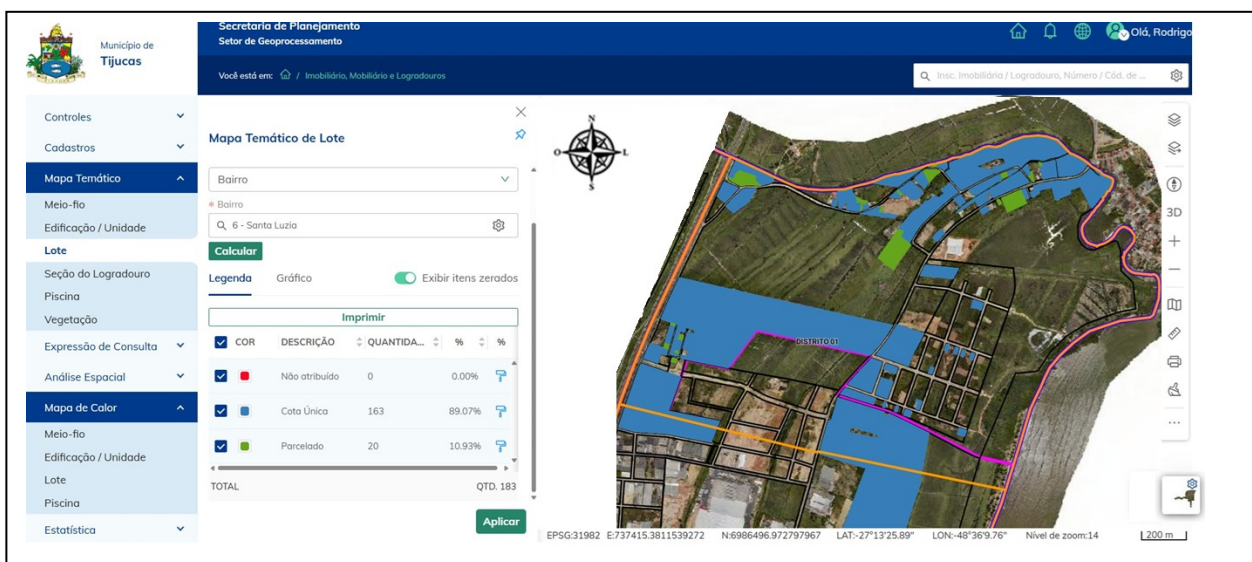 Município de
Tijucas
Secretaria de Planejamento
Setor de Geoprocessamento
Olá, Rodrigo
Você está em: / Imobiliário, Mobiliário e Logradouros
Insc. Imobiliária / Logradouro, Número / Cód. de ...
Controles
Cadastros
Mapa Temático
Meio-fio
Edificação / Unidade
Lote
Seção do Logradouro
Piscina
Vegetação
Expressão de Consulta
Análise Espacial
Mapa de Calor
Meio-fio
Edificação / Unidade
Lote
Piscina
Estatística
Mapa Temático de Lote
Bairro
* Bairro
6 - Santa Luzia
Calcular
Legenda Gráfico Exibir itens zerados
Imprimir
COR DESCRIÇÃO QUANTIDA... % %
Não atribuído 0 0.00%
Cota Única 163 89.07%
Parcelado 20 10.93%
TOTAL QTD. 183
Aplicar
N
O L
S
DISTRITO 01
3D
EPSG:31982 E:737415.3811539272 N:6986496.972797967 LAT:-27°13'25.89" LON:-48°36'9.76" Nível de zoom:14 200 m